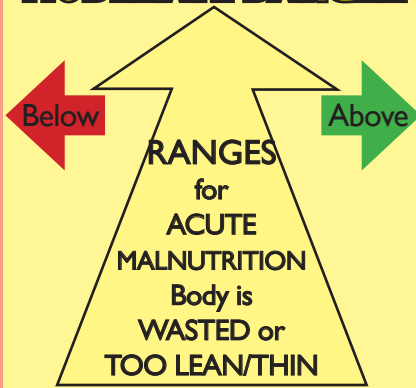 Below
Above
RANGES
for
ACUTE
MALNUTRITION
Body is
WASTED or
TOO LEAN/THIN